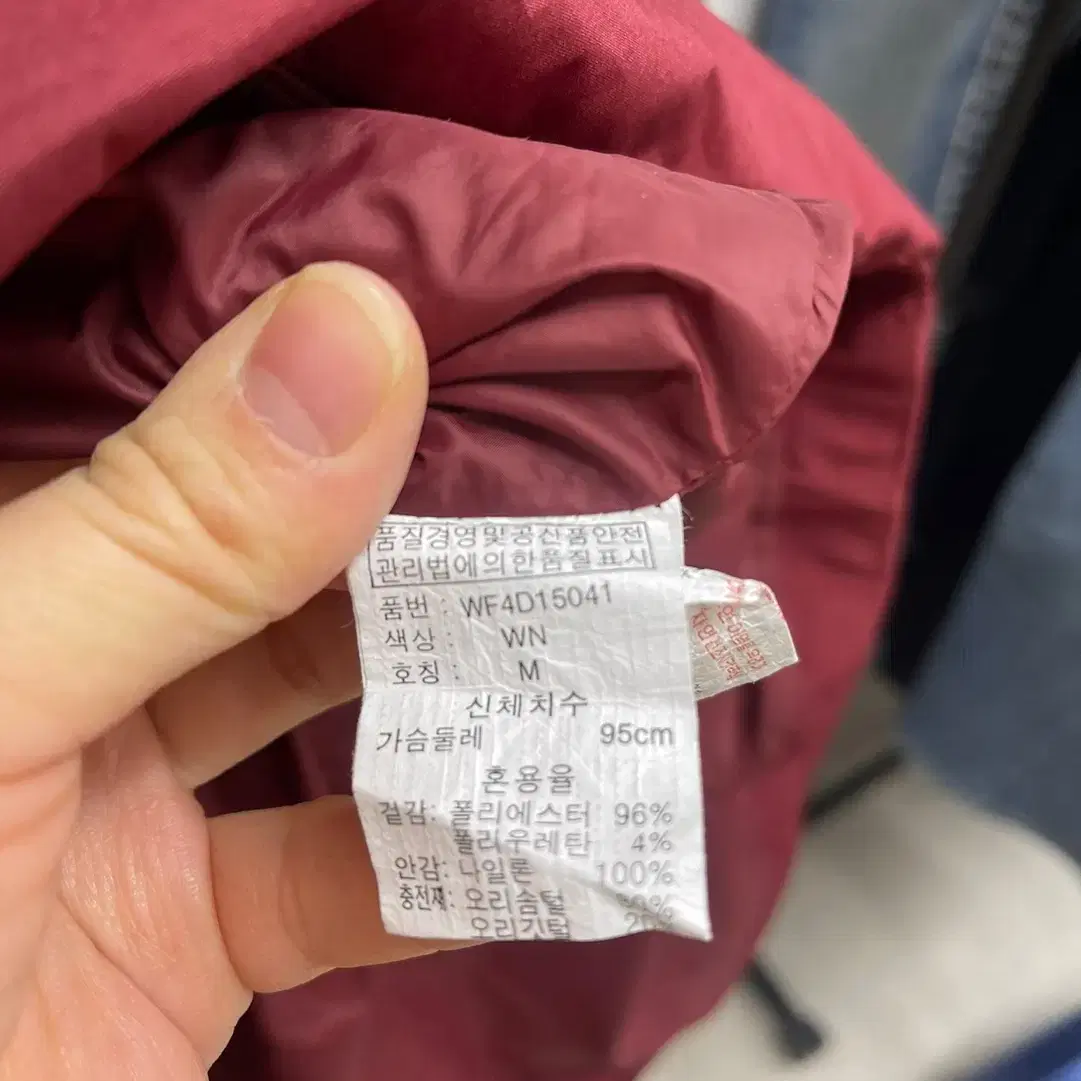 품질경영및공산품안전
관리법에의한품질표시
품번 : WF4D15041
색상 : WN
호칭 : M
신체치수
가슴둘레 95cm
혼용율
겉감: 폴리에스터 96%
폴리우레탄 4%
안감: 나일론 100%
충전재: 오리솜털
오리깃털